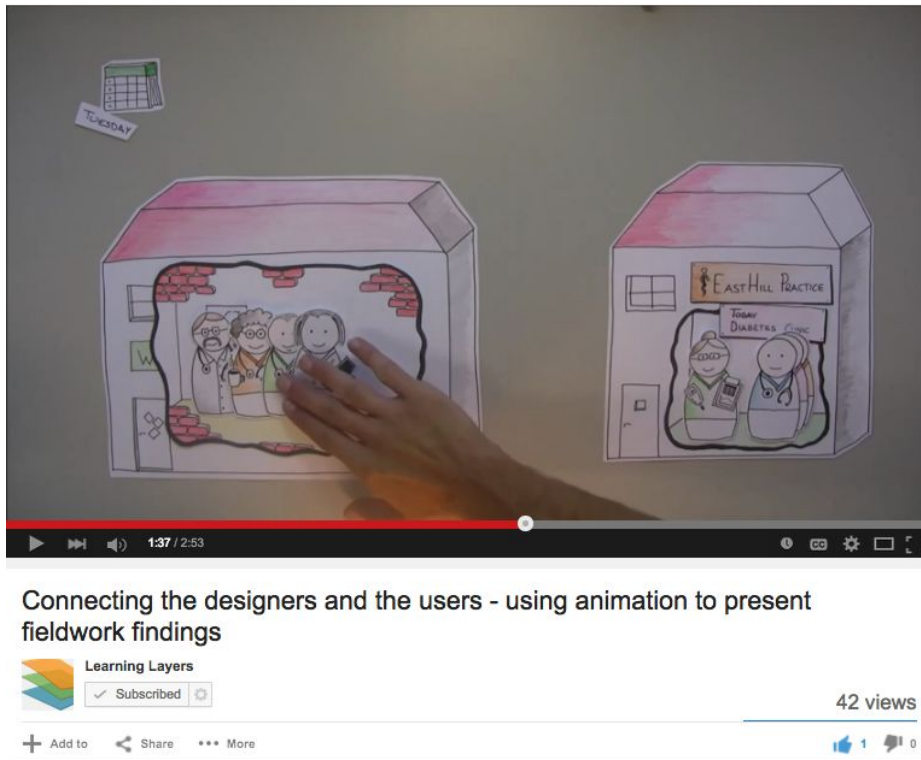 TUESDAY
W
EAST HILL PRACTICE
TODAY
DIABETES CLINIC
1:37 / 2:53
CC
Connecting the designers and the users - using animation to present
fieldwork findings
Learning Layers
Subscribed
42 views
Add to Share More 1 0